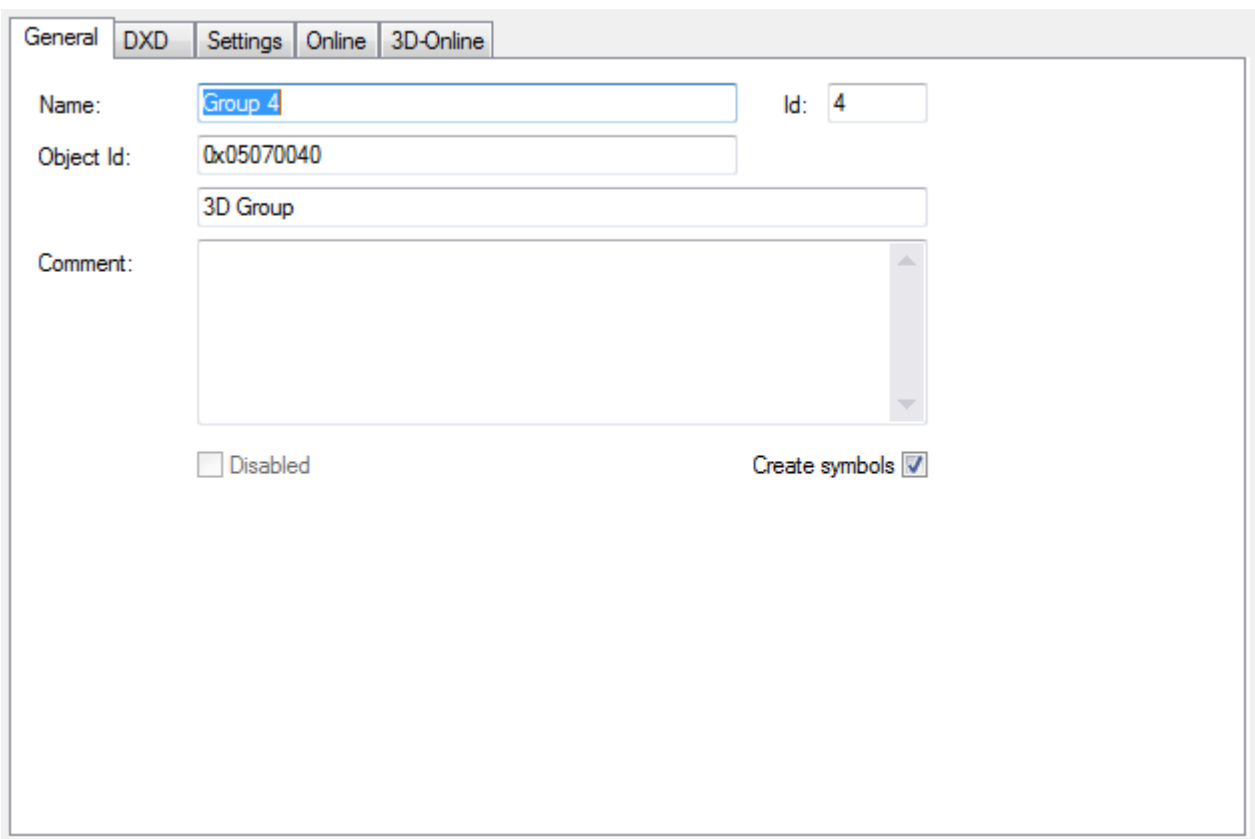 General DXD Settings Online 3D-Online
Name: Group 4 Id: 4
Object Id: 0x05070040
3D Group
Comment:
Disabled Create symbols